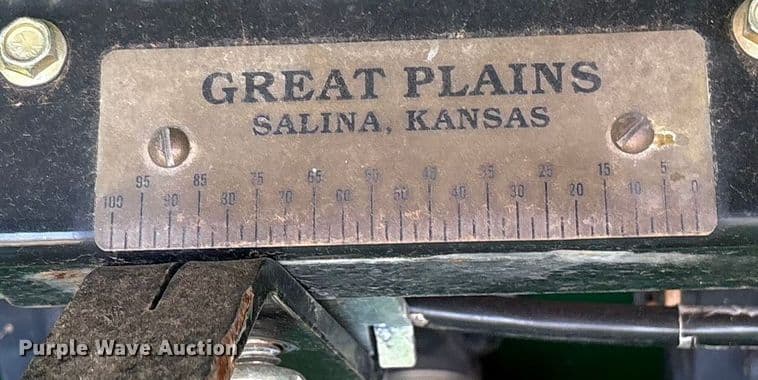 GREAT PLAINS
SALINA, KANSAS
95 85 75 65 55 45 35 25 15 5
100 90 80 70 60 50 40 30 20 10 0
Purple Wave Auction